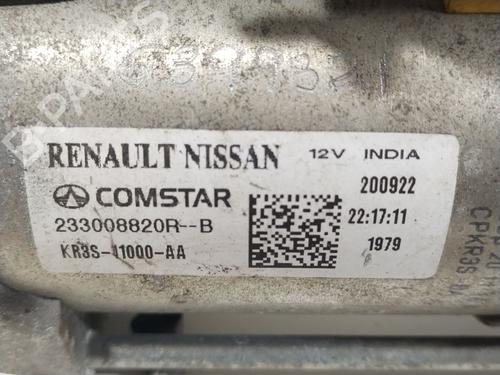 RENAULT NISSAN 12V INDIA
COMSTAR 200922
233008820R--B 22:17:11
KR3S-11000-AA 1979